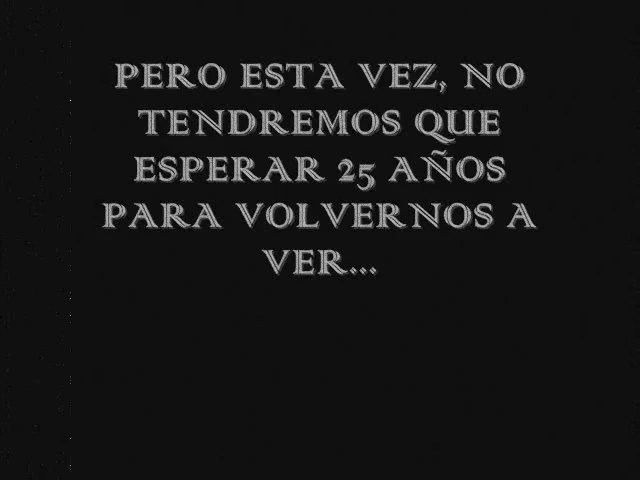 PERO ESTA VEZ, NO
TENDREMOS QUE
ESPERAR 25 AÑOS
PARA VOLVERNOS A
VER...